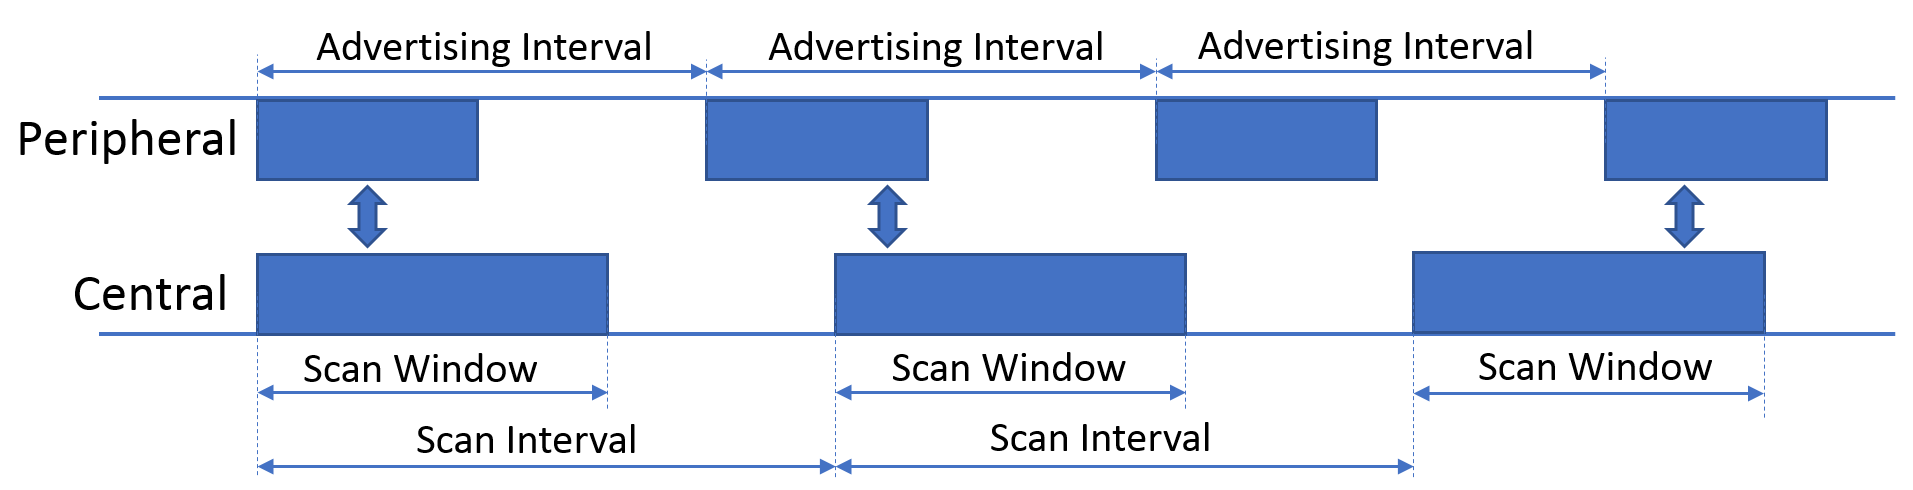 Advertising Interval
Advertising Interval
Advertising Interval
Peripheral
Central
Scan Window
Scan Window
Scan Window
Scan Interval
Scan Interval